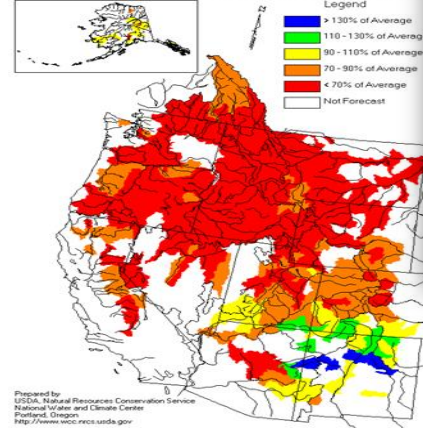 Legend
> 130% of Average
110 - 130% of Averag
90 - 110% of Average
70 - 90% of Average
< 70% of Average
Not Forecast
Prepared by
USDA, Natural Resources Conservation Service
National Water and Climate Center
Portland, Oregon
http://www.wcc.nrcs.usda.gov